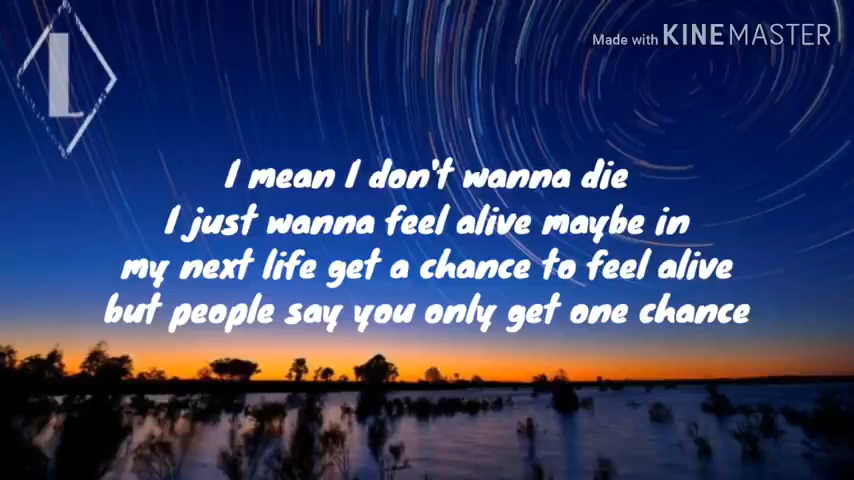 L
Made with KINEMASTER
I mean I don't wanna die
I just wanna feel alive maybe in
my next life get a chance to feel alive
but people say you only get one chance